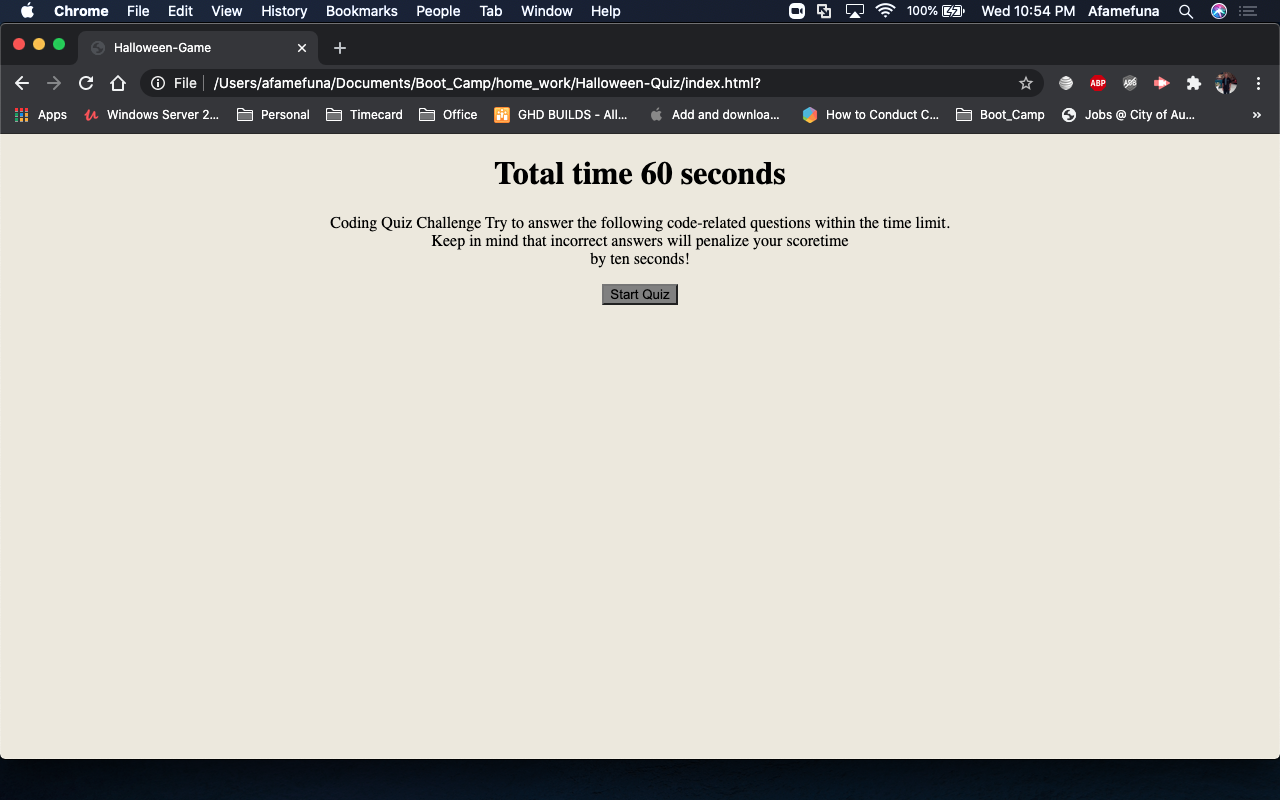 Chrome File Edit View History Bookmarks People Tab Window Help 100% Wed 10:54 PM Afamefuna
Halloween-Game
File /Users/afamefuna/Documents/Boot_Camp/home_work/Halloween-Quiz/index.html? ABP
Apps Windows Server 2... Personal Timecard Office GHD BUILDS - All... Add and downloa... How to Conduct C... Boot_Camp Jobs @ City of Au... »
Total time 60 seconds
Coding Quiz Challenge Try to answer the following code-related questions within the time limit.
Keep in mind that incorrect answers will penalize your scoretime
by ten seconds!
Start Quiz